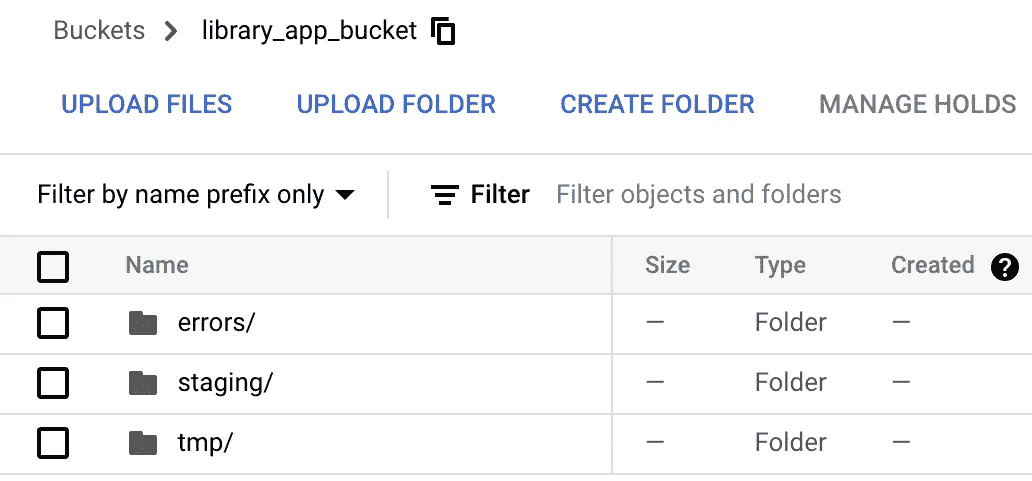 Buckets > library_app_bucket
UPLOAD FILES UPLOAD FOLDER CREATE FOLDER MANAGE HOLDS
Filter by name prefix only Filter Filter objects and folders
Name Size Type Created ?
errors/ — Folder —
staging/ — Folder —
tmp/ — Folder —